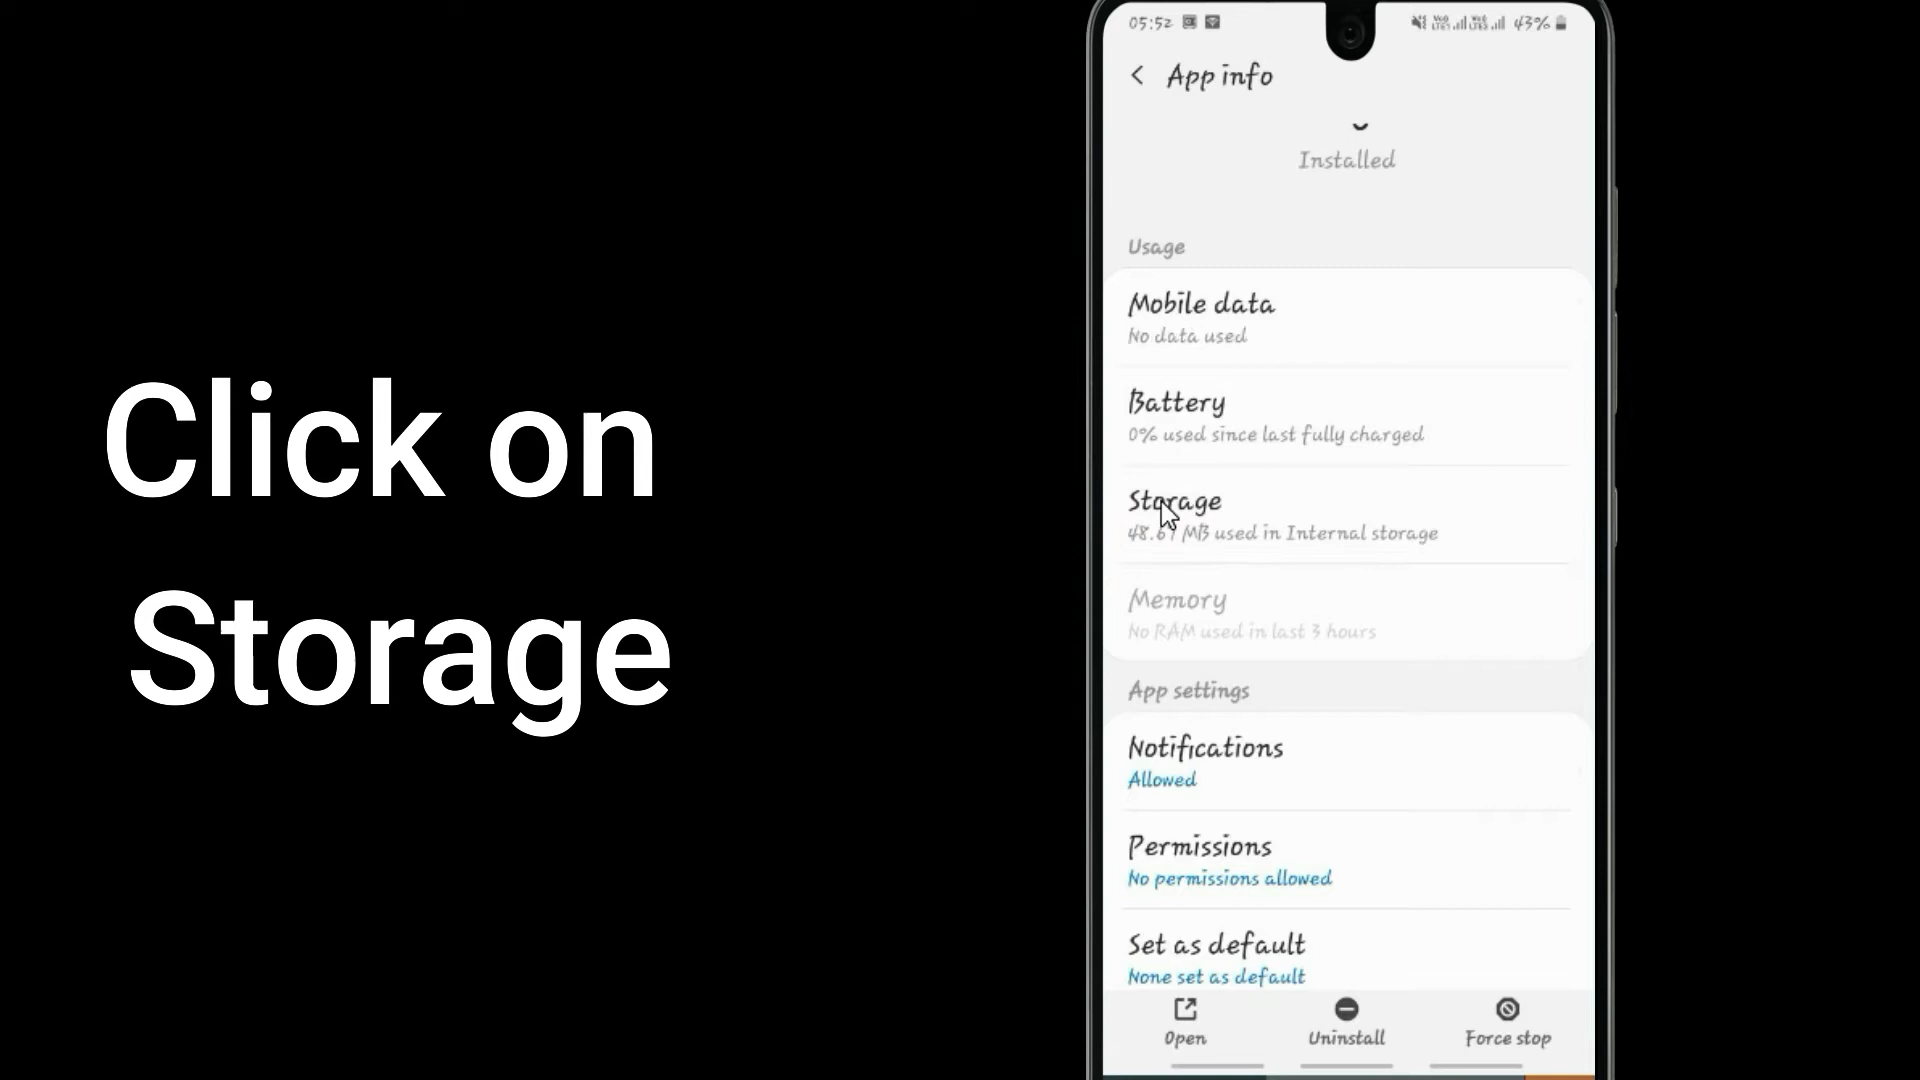 Click on
Storage
05:52
43%
App info
Installed
Usage
Mobile data
No data used
Battery
0% used since last fully charged
Storage
MB used in Internal storage
Memory
No RAM used in last 3 hours
App settings
Notifications
Allowed
Permissions
No permissions allowed
Set as default
None set as default
Open
Uninstall
Force stop